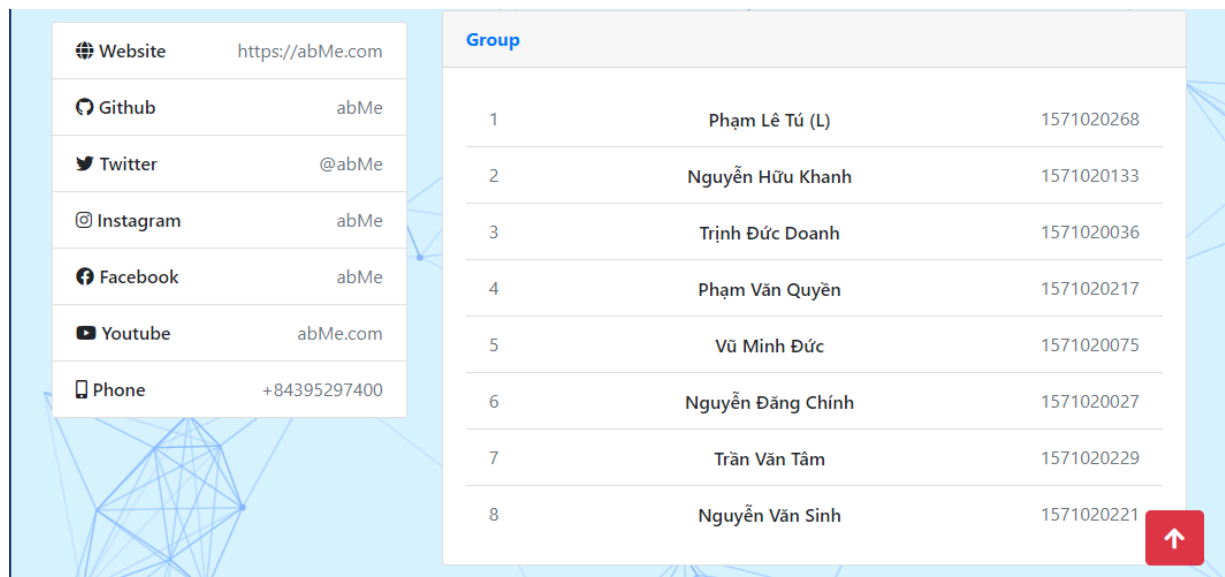 Website https://abMe.com
Github abMe
Twitter @abMe
Instagram abMe
Facebook abMe
Youtube abMe.com
Phone +84395297400
Group
1 Phạm Lê Tú (L) 1571020268
2 Nguyễn Hữu Khanh 1571020133
3 Trịnh Đức Doanh 1571020036
4 Phạm Văn Quyền 1571020217
5 Vũ Minh Đức 1571020075
6 Nguyễn Đăng Chính 1571020027
7 Trần Văn Tâm 1571020229
8 Nguyễn Văn Sinh 1571020221